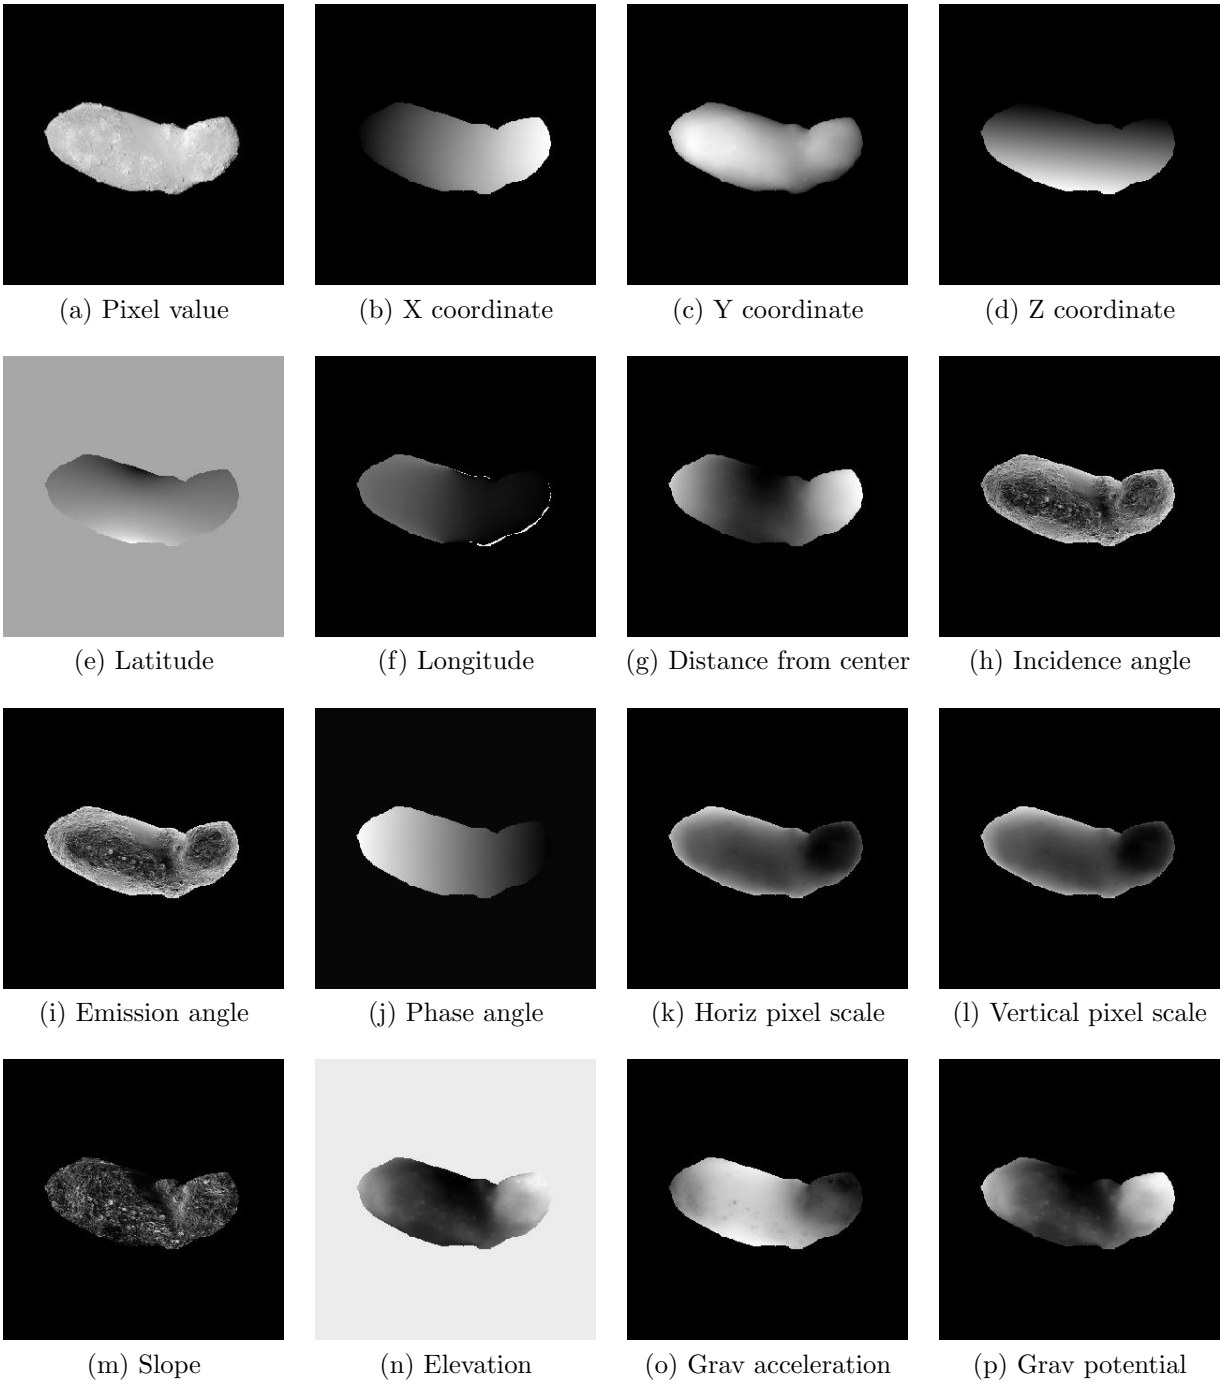 (a) Pixel value
(b) X coordinate
(c) Y coordinate
(d) Z coordinate
(e) Latitude
(f) Longitude
(g) Distance from center
(h) Incidence angle
(i) Emission angle
(j) Phase angle
(k) Horiz pixel scale
(l) Vertical pixel scale
(m) Slope
(n) Elevation
(o) Grav acceleration
(p) Grav potential